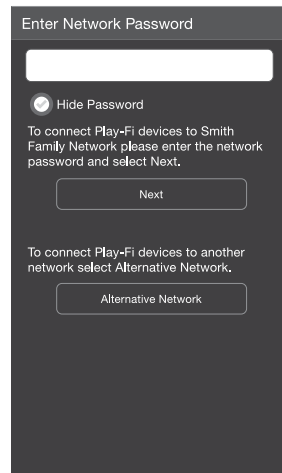 Enter Network Password
Hide Password
To connect Play-Fi devices to Smith
Family Network please enter the network
password and select Next.
Next
To connect Play-Fi devices to another
network select Alternative Network.
Alternative Network